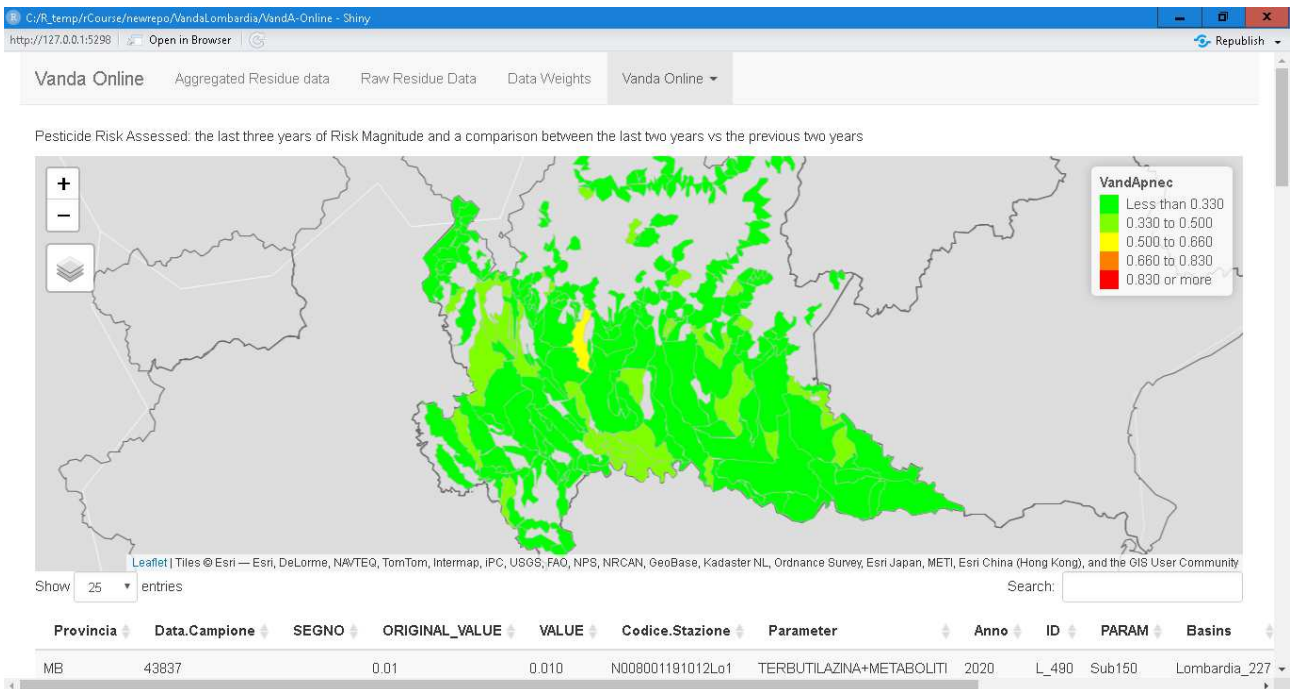 C:/R_temp/rCourse/newrepo/VandaLombardia/VandA-Online - Shiny
http://127.0.0.1:5298 Open in Browser Republish
Vanda Online Aggregated Residue data Raw Residue Data Data Weights Vanda Online
Pesticide Risk Assessed: the last three years of Risk Magnitude and a comparison between the last two years vs the previous two years
+
−
VandApnec
Less than 0.330
0.330 to 0.500
0.500 to 0.660
0.660 to 0.830
0.830 or more
Leaflet | Tiles © Esri — Esri, DeLorme, NAVTEQ, TomTom, Intermap, iPC, USGS, FAO, NPS, NRCAN, GeoBase, Kadaster NL, Ordnance Survey, Esri Japan, METI, Esri China (Hong Kong), and the GIS User Community
Show 25 entries Search:
Provincia Data.Campione SEGNO ORIGINAL_VALUE VALUE Codice.Stazione Parameter Anno ID PARAM Basins
MB 43837 0.01 0.010 N008001191012Lo1 TERBUTILAZINA+METABOLITI 2020 L_490 Sub150 Lombardia_227